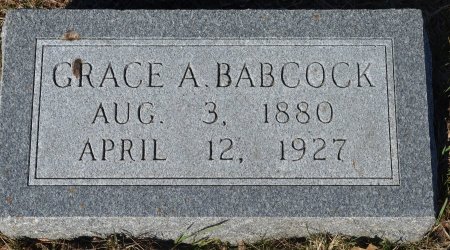 GRACE A. BABCOCK
AUG. 3, 1880
APRIL 12, 1927